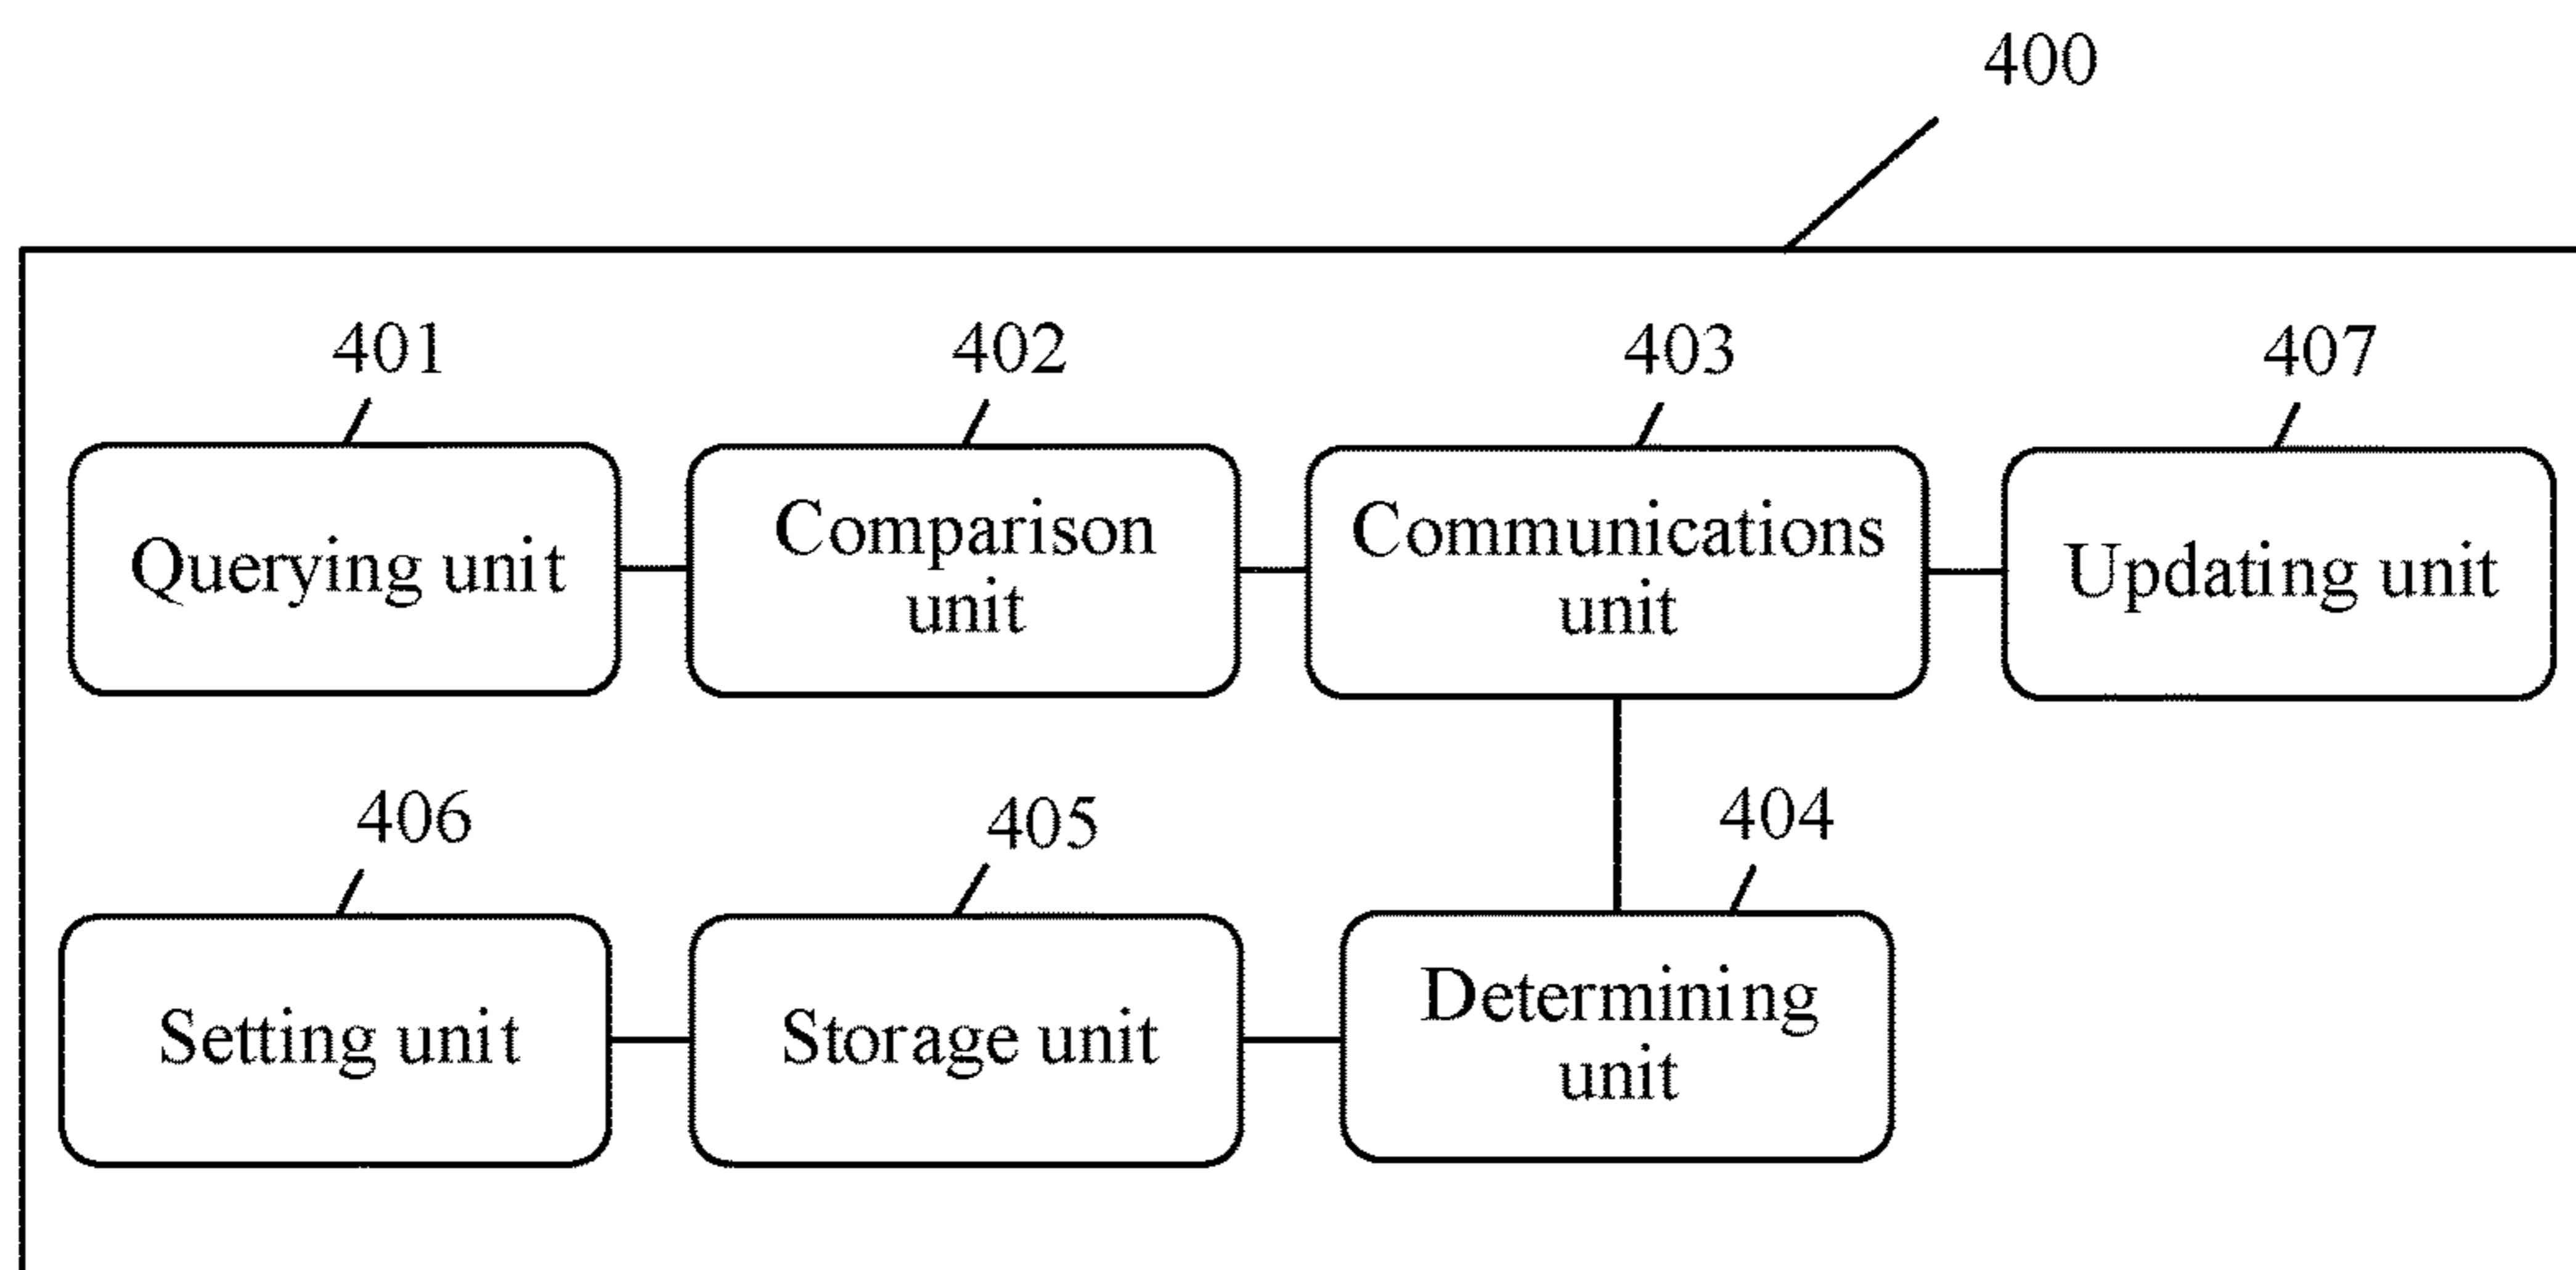 400
401
402
403
407
Querying unit
Comparison
unit
Communications
unit
Updating unit
406
405
404
Setting unit
Storage unit
Determining
unit